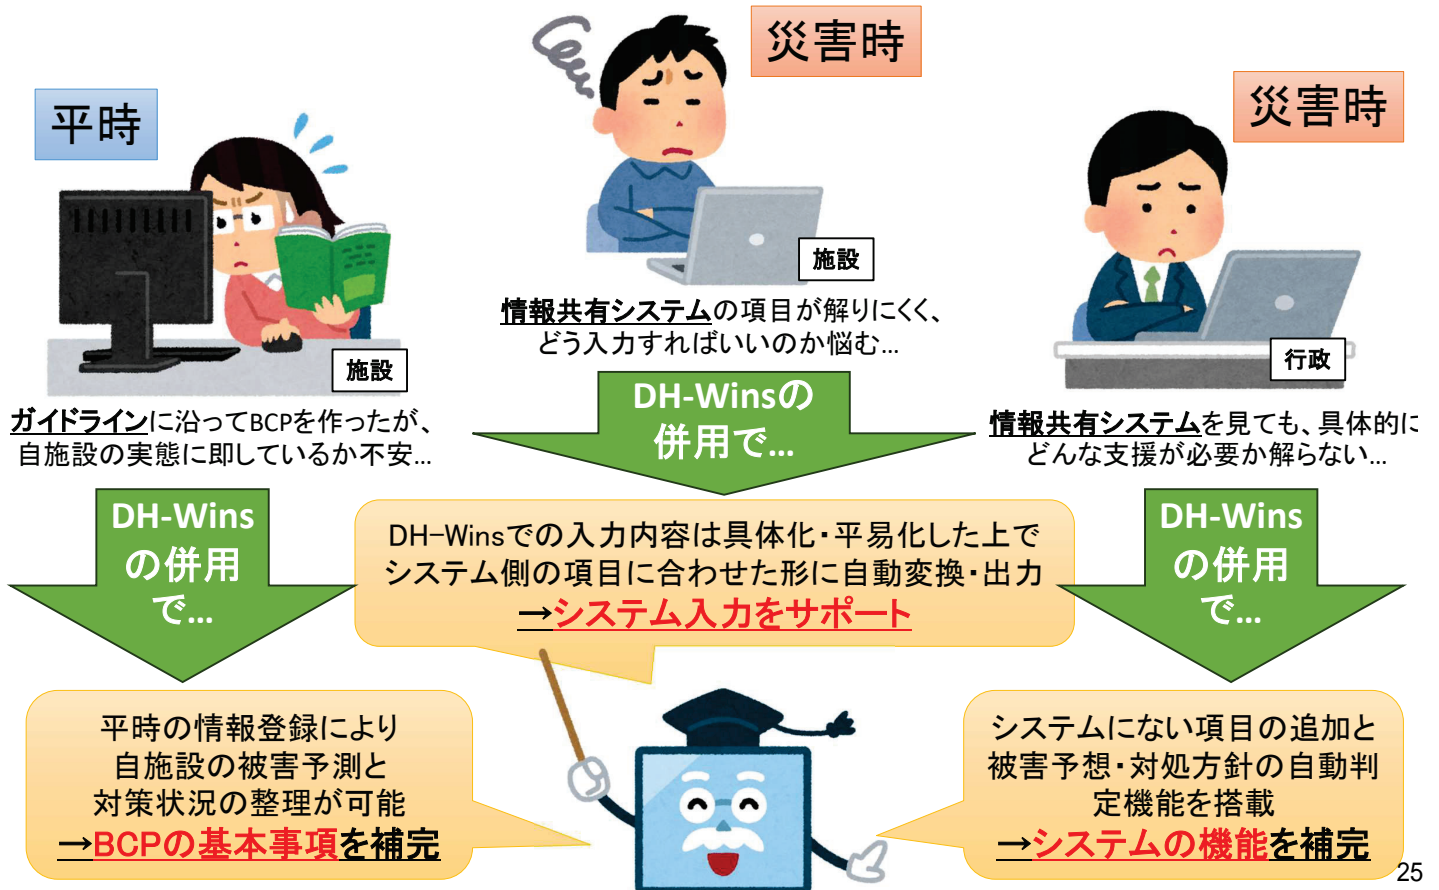 平時
施設
ガイドラインに沿ってBCPを作ったが、
自施設の実態に即しているか不安…
DH-Wins
の併用
で…
平時の情報登録により
自施設の被害予測と
対策状況の整理が可能
→BCPの基本事項を補完
災害時
施設
情報共有システムの項目が解りにくく、
どう入力すればいいのか悩む…
DH-Winsの
併用で…
DH-Winsでの入力内容は具体化・平易化した上で
システム側の項目に合わせた形に自動変換・出力
→システム入力をサポート
災害時
行政
情報共有システムを見ても、具体的に
どんな支援が必要か解らない…
DH-Wins
の併用
で…
システムにない項目の追加と
被害予想・対処方針の自動判
定機能を搭載
→システムの機能を補完
25